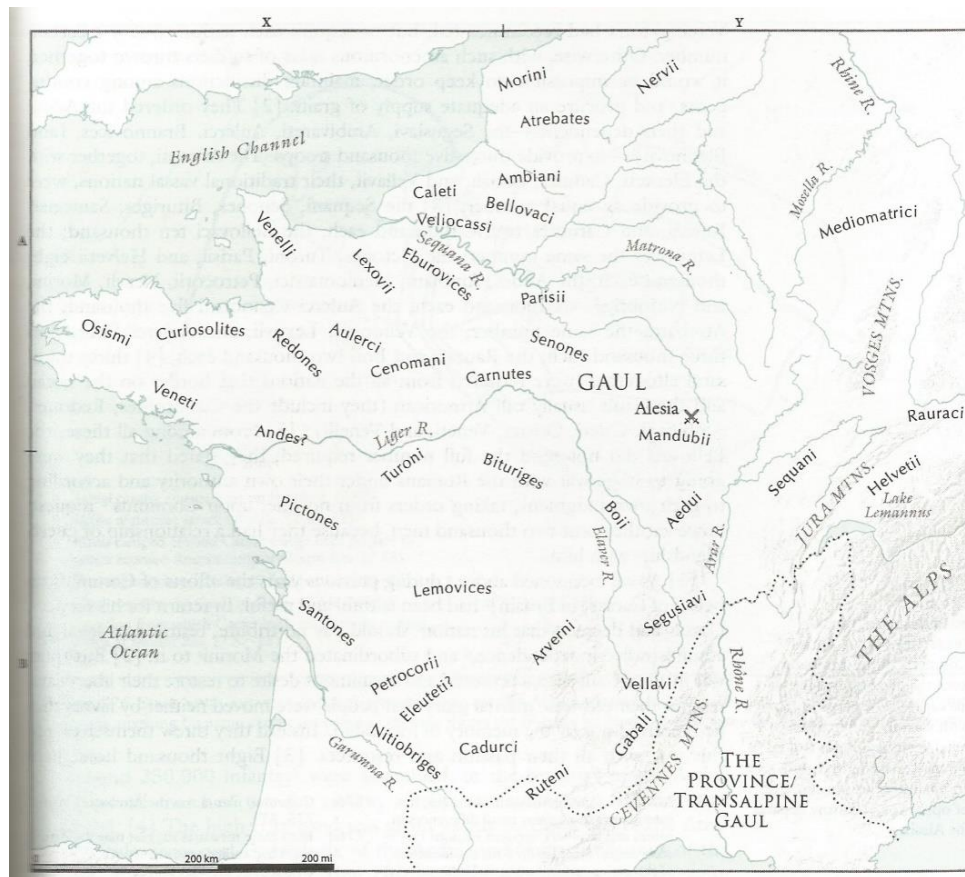 X
Y
Morini
Nervii
Rhine R.
Atrebates
English Channel
Ambiani
Caleti
Bellovaci
Mosella R.
Mediomatrici
Veliocassi
Venelli
Sequana R.
A
Lexovii
Eburovices
Matrona R.
Parisii
VOSGES MTNS.
Osismi
Curiosolites
Redones
Aulerci
Cenomani
Senones
Carnutes
GAUL
Veneti
Alesia
Rauraci
Mandubii
Andes?
Liger R.
Turoni
Bituriges
Sequani
JURA MTNS.
Helvetii
Lake
Lemannus
Pictones
Boii
Aedui
Elaver R.
Arar R.
Lemovices
THE ALPS
Santones
Segusiavi
Atlantic
Ocean
Arverni
B
Petrocorii
Eleuteti?
Vellavi
Rhône R.
Nitiobriges
Gabali
Cadurci
Garumna R.
Ruteni
CEVENNES MTNS.
THE
PROVINCE/
TRANSALPINE
GAUL
0
200 km
200 mi